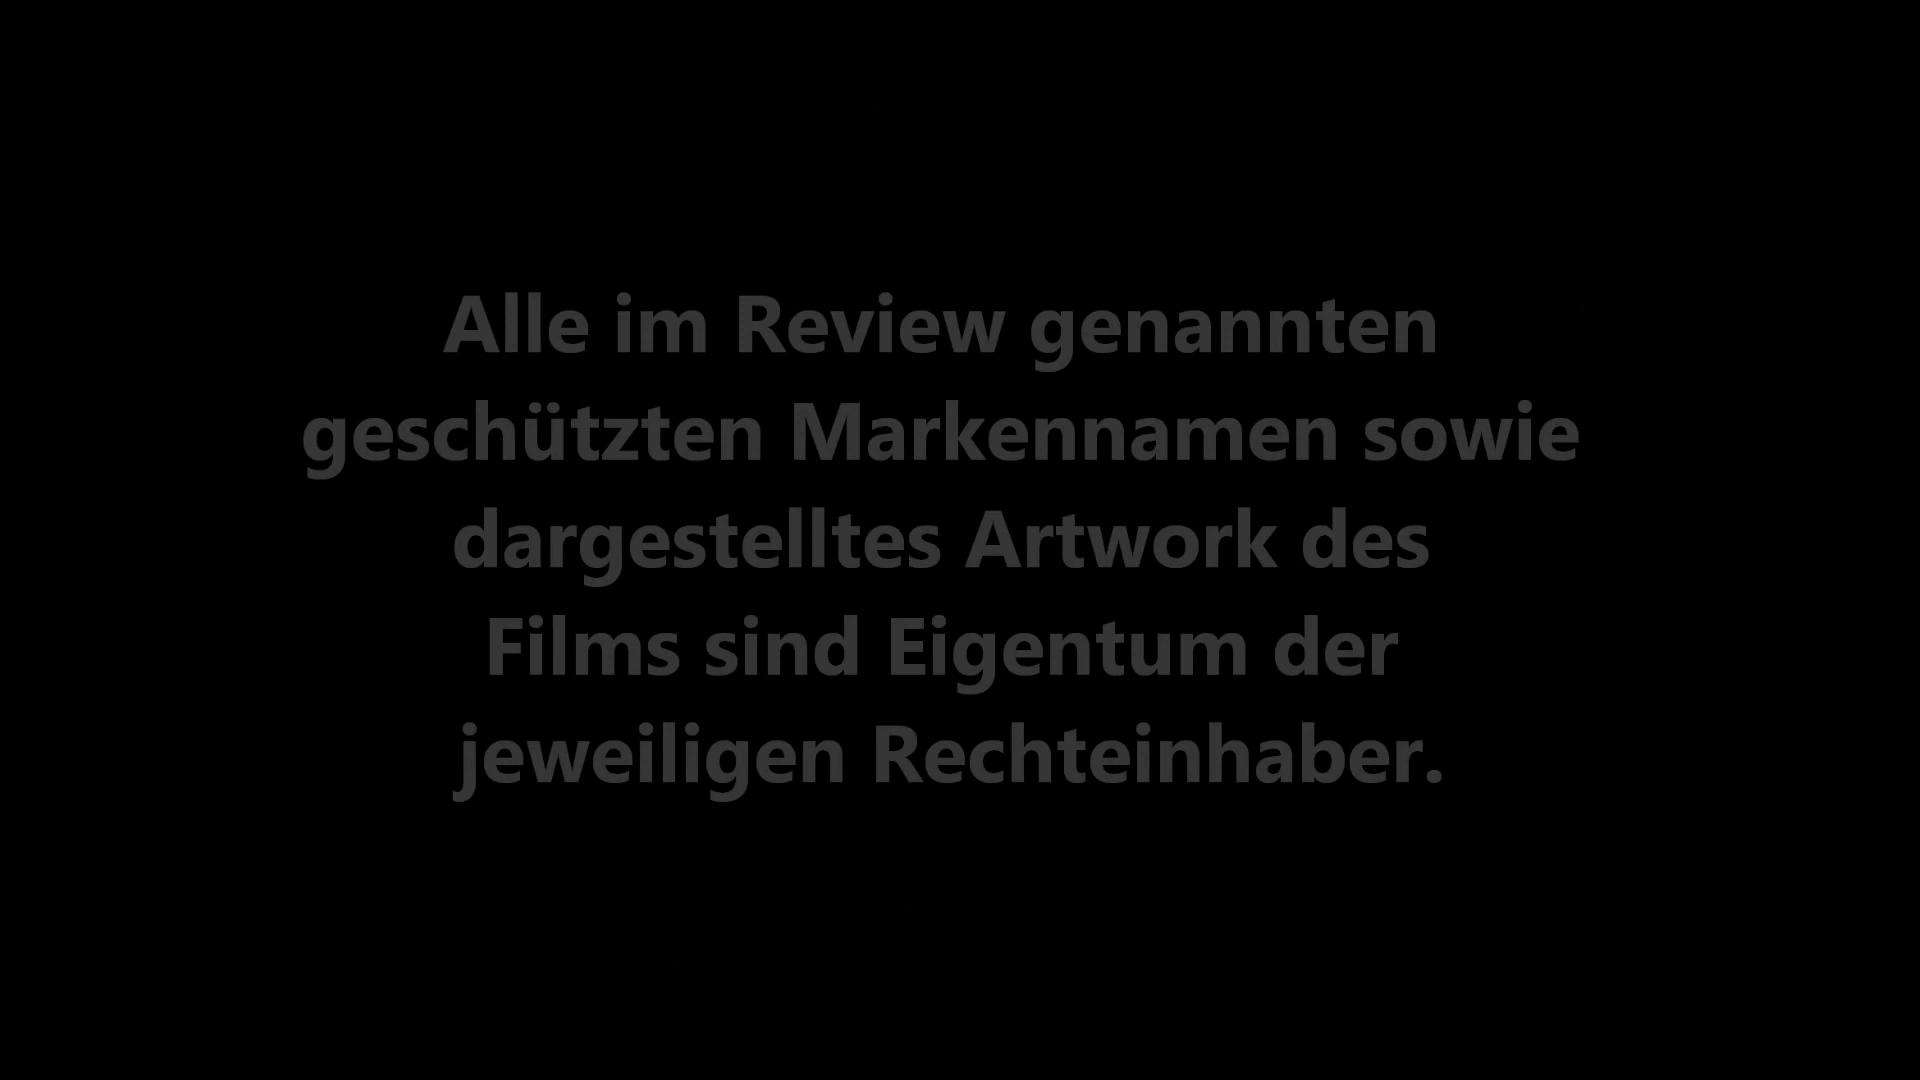 Alle im Review genannten
geschützten Markennamen sowie
dargestelltes Artwork des
Films sind Eigentum der
jeweiligen Rechteinhaber.